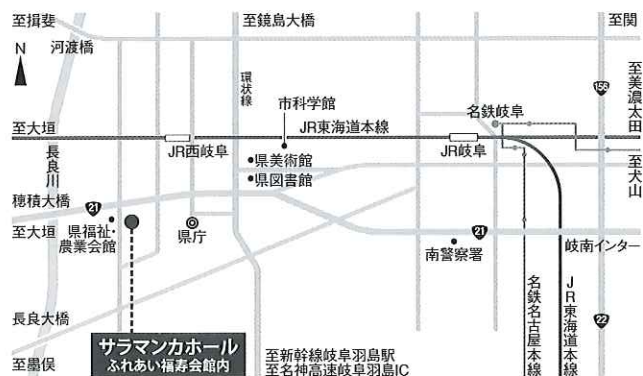 至揖斐
至鏡島大橋
至関
河渡橋
N
環状線
156
至美濃太田
市科学館
名鉄岐阜
至大垣
JR東海道本線
長良川
JR西岐阜
JR岐阜
県美術館
至犬山
県図書館
穂積大橋
21
至大垣
県福祉・
農業会館
県庁
21
南警察署
岐南インター
長良大橋
名鉄名古屋本線
JR東海道本線
22
サラマンカホール
ふれあい福寿会館内
至墨俣
至新幹線岐阜羽島駅
至名神高速岐阜羽島IC